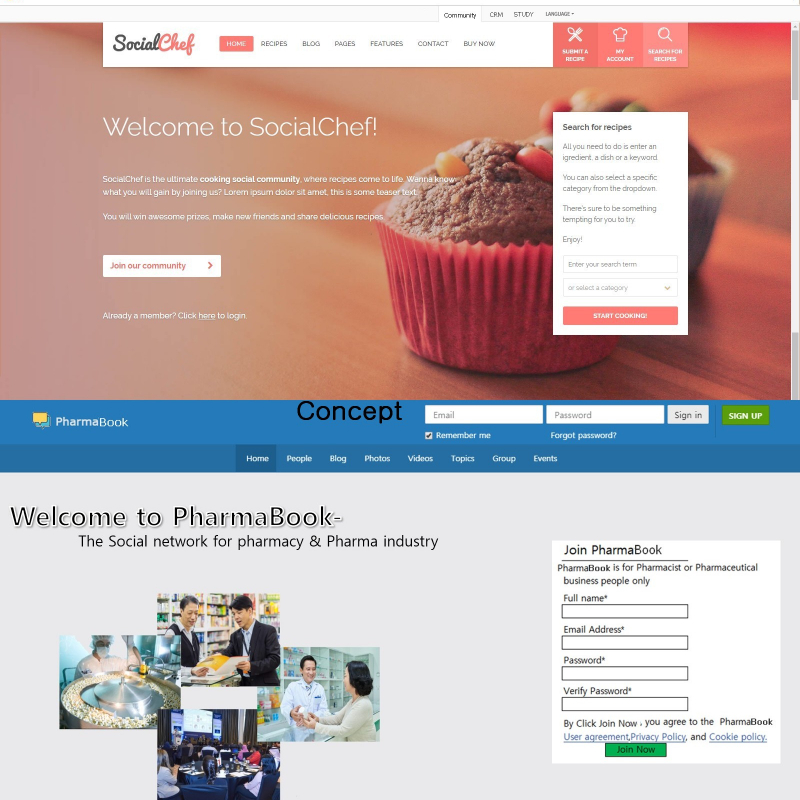 Community CRM STUDY LANGUAGE
SocialChef HOME RECIPES BLOG PAGES FEATURES CONTACT BUY NOW
SUBMIT A RECIPE
MY ACCOUNT
SEARCH FOR RECIPES
Welcome to SocialChef!
SocialChef is the ultimate cooking social community, where recipes come to life. Wanna know
what you will gain by joining us? Lorem ipsum dolor sit amet, this is some teaser text.
You will win awesome prizes, make new friends and share delicious recipes.
Join our community
Already a member? Click here to login.
Search for recipes
All you need to do is enter an
igredient, a dish or a keyword.
You can also select a specific
category from the dropdown.
There's sure to be something
tempting for you to try.
Enjoy!
Enter your search term
or select a category
START COOKING!
PharmaBook
Concept
Email Password Sign in SIGN UP
Remember me Forgot password?
Home People Blog Photos Videos Topics Group Events
Welcome to PharmaBook-
The Social network for pharmacy & Pharma industry
Join PharmaBook
PharmaBook is for Pharmacist or Pharmaceutical
business people only
Full name*
Email Address*
Password*
Verify Password*
By Click Join Now , you agree to the PharmaBook
User agreement,Privacy Policy, and Cookie policy.
Join Now